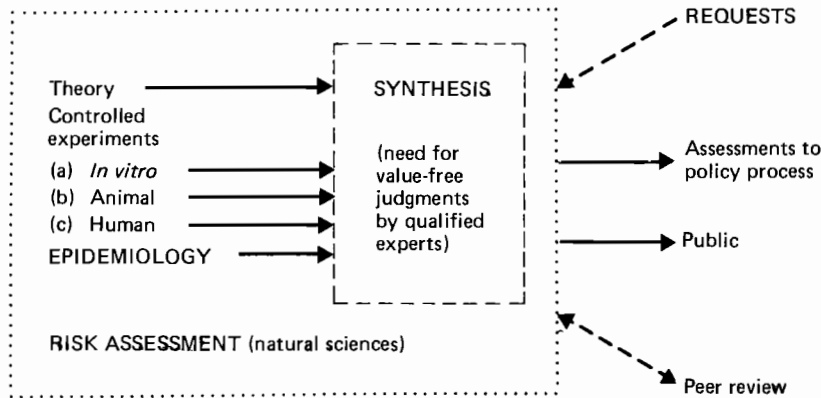 REQUESTS
Theory
SYNTHESIS
Controlled
experiments
(need for
value-free
judgments
by qualified
experts)
(a) In vitro
(b) Animal
(c) Human
EPIDEMIOLOGY
Assessments to
policy process
Public
RISK ASSESSMENT (natural sciences)
Peer review